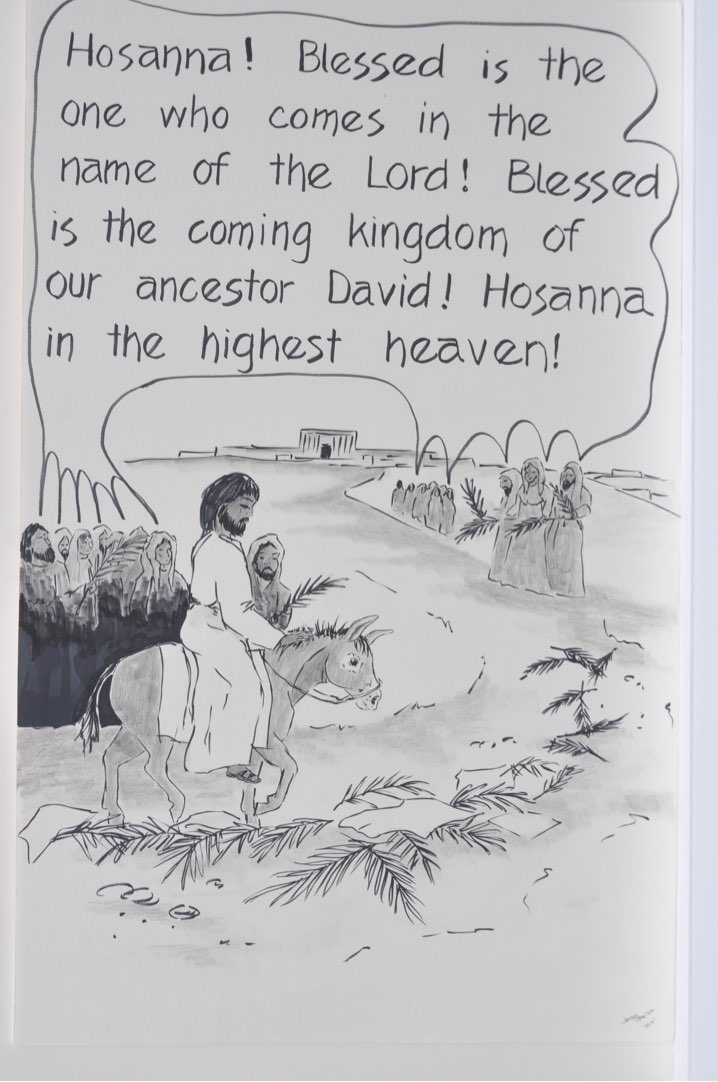 Hosanna! Blessed is the
one who comes in the
name of the Lord! Blessed
is the coming kingdom of
our ancestor David! Hosanna
in the highest heaven!